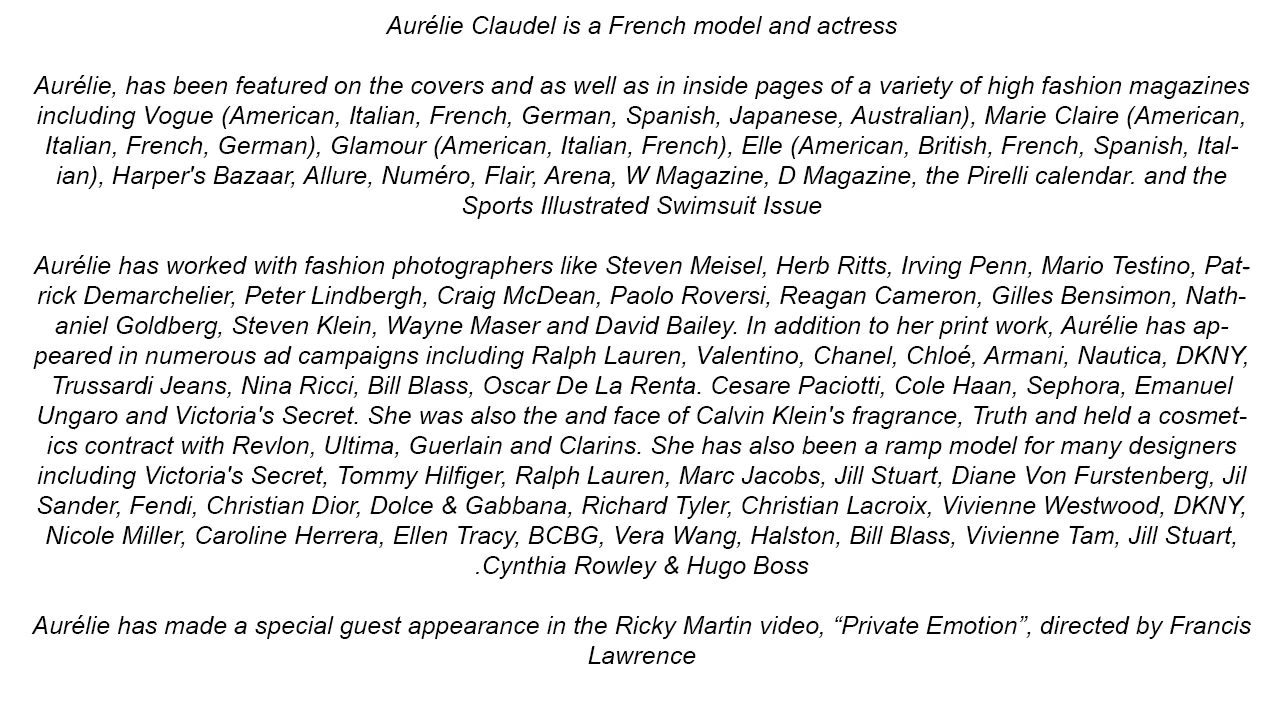 Aurélie Claudel is a French model and actress
Aurélie, has been featured on the covers and as well as in inside pages of a variety of high fashion magazines
including Vogue (American, Italian, French, German, Spanish, Japanese, Australian), Marie Claire (American,
Italian, French, German), Glamour (American, Italian, French), Elle (American, British, French, Spanish, Ital-
ian), Harper's Bazaar, Allure, Numéro, Flair, Arena, W Magazine, D Magazine, the Pirelli calendar. and the
Sports Illustrated Swimsuit Issue
Aurélie has worked with fashion photographers like Steven Meisel, Herb Ritts, Irving Penn, Mario Testino, Pat-
rick Demarchelier, Peter Lindbergh, Craig McDean, Paolo Roversi, Reagan Cameron, Gilles Bensimon, Nath-
aniel Goldberg, Steven Klein, Wayne Maser and David Bailey. In addition to her print work, Aurélie has ap-
peared in numerous ad campaigns including Ralph Lauren, Valentino, Chanel, Chloé, Armani, Nautica, DKNY,
Trussardi Jeans, Nina Ricci, Bill Blass, Oscar De La Renta. Cesare Paciotti, Cole Haan, Sephora, Emanuel
Ungaro and Victoria's Secret. She was also the and face of Calvin Klein's fragrance, Truth and held a cosmet-
ics contract with Revlon, Ultima, Guerlain and Clarins. She has also been a ramp model for many designers
including Victoria's Secret, Tommy Hilfiger, Ralph Lauren, Marc Jacobs, Jill Stuart, Diane Von Furstenberg, Jil
Sander, Fendi, Christian Dior, Dolce & Gabbana, Richard Tyler, Christian Lacroix, Vivienne Westwood, DKNY,
Nicole Miller, Caroline Herrera, Ellen Tracy, BCBG, Vera Wang, Halston, Bill Blass, Vivienne Tam, Jill Stuart,
.Cynthia Rowley & Hugo Boss
Aurélie has made a special guest appearance in the Ricky Martin video, “Private Emotion”, directed by Francis
Lawrence